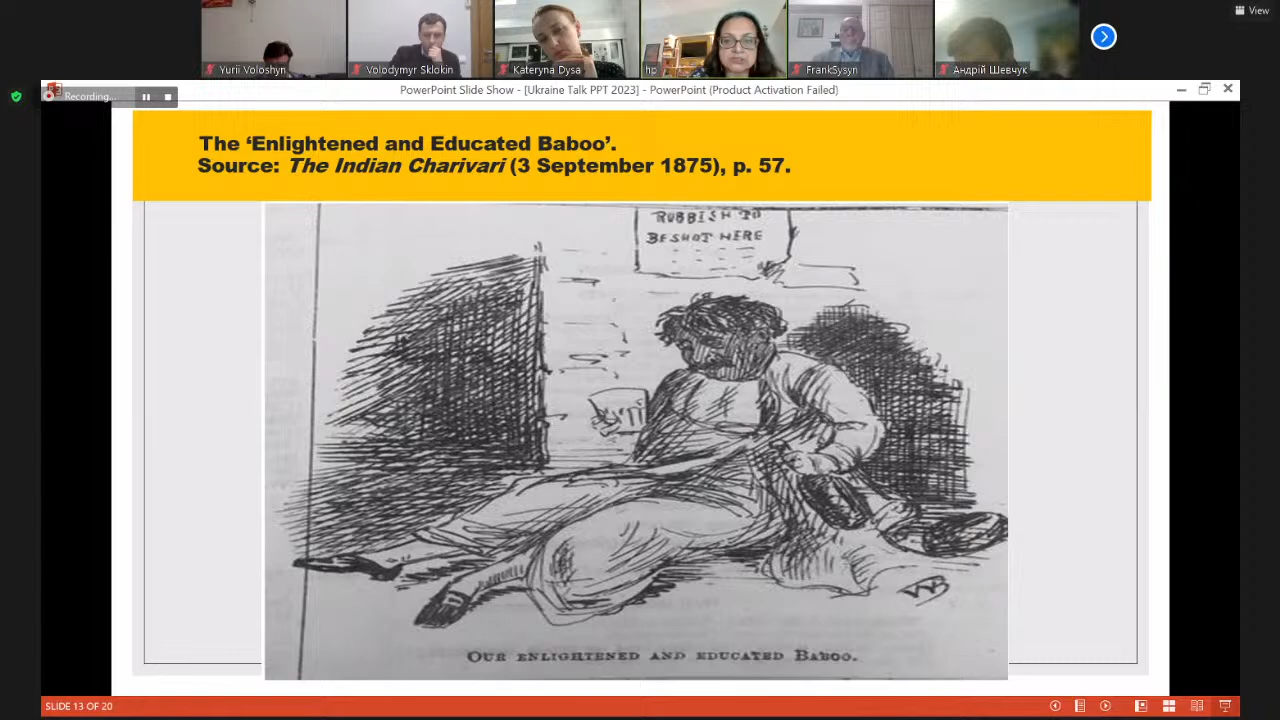 View
Yurii Voloshyn
Volodymyr Sklokin
Kateryna Dysa
hp
FrankSysyn
Андрій Шевчук
Recording...
PowerPoint Slide Show - [Ukraine Talk PPT 2023] - PowerPoint (Product Activation Failed)
The ‘Enlightened and Educated Baboo’.
Source: The Indian Charivari (3 September 1875), p. 57.
RUBBISH TO
BE SHOT HERE
OUR ENLIGHTENED AND EDUCATED BABOO.
SLIDE 13 OF 20